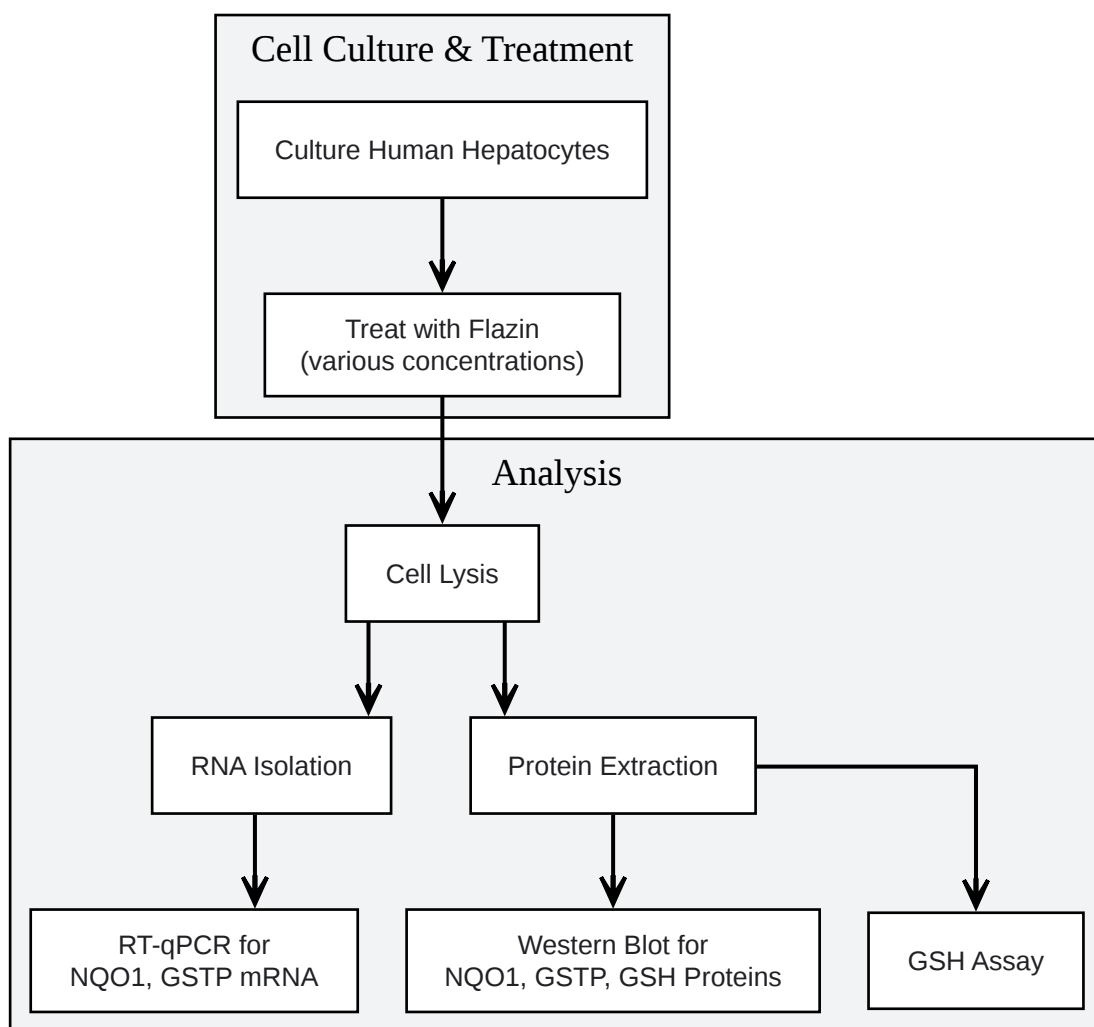 Cell Culture & Treatment
Culture Human Hepatocytes
Treat with Flazin
(various concentrations)
Analysis
Cell Lysis
RNA Isolation
Protein Extraction
RT-qPCR for
NQO1, GSTP mRNA
Western Blot for
NQO1, GSTP, GSH Proteins
GSH Assay